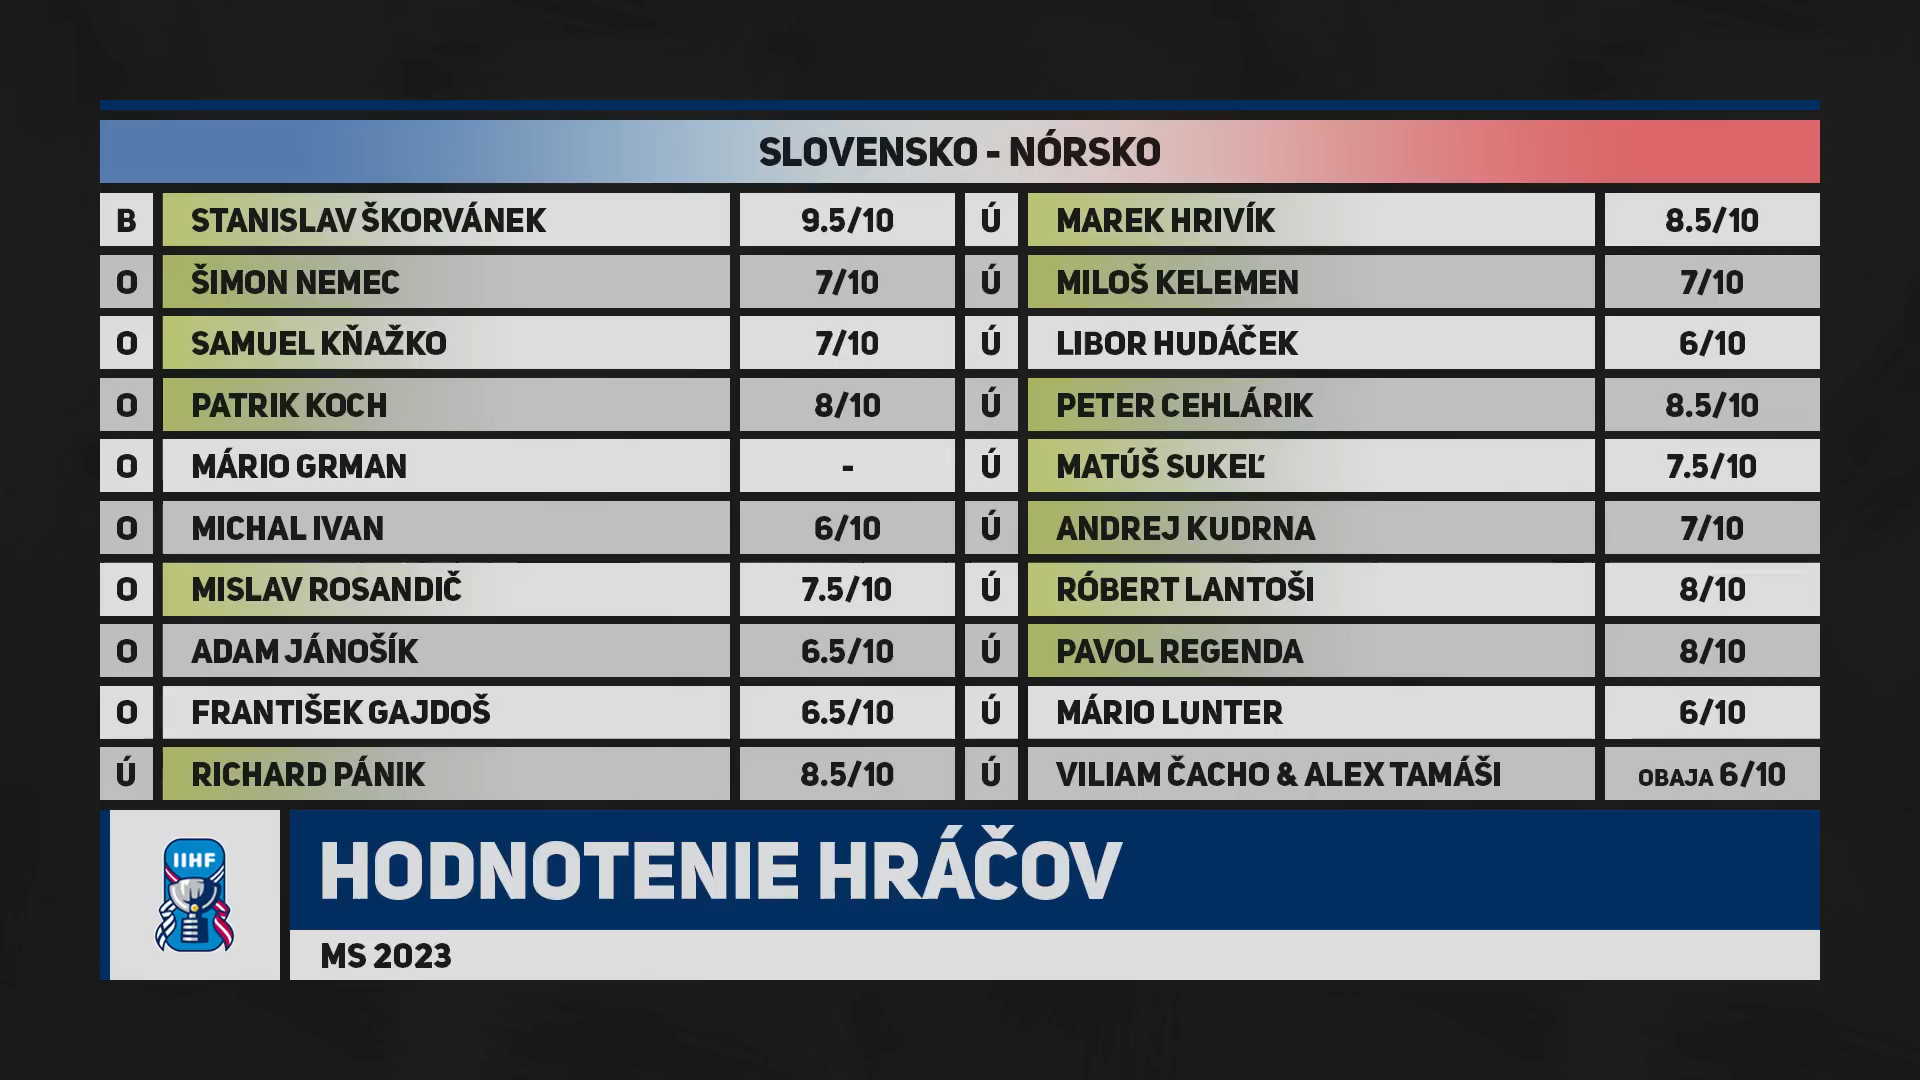 SLOVENSKO - NÓRSKO
B STANISLAV ŠKORVÁNEK 9.5/10 Ú MAREK HRIVÍK 8.5/10
O ŠIMON NEMEC 7/10 Ú MILOŠ KELEMEN 7/10
O SAMUEL KŇAŽKO 7/10 Ú LIBOR HUDÁČEK 6/10
O PATRIK KOCH 8/10 Ú PETER CEHLÁRIK 8.5/10
O MÁRIO GRMAN - Ú MATÚŠ SUKEĽ 7.5/10
O MICHAL IVAN 6/10 Ú ANDREJ KUDRNA 7/10
O MISLAV ROSANDIČ 7.5/10 Ú RÓBERT LANTOŠI 8/10
O ADAM JÁNOŠÍK 6.5/10 Ú PAVOL REGENDA 8/10
O FRANTIŠEK GAJDOŠ 6.5/10 Ú MÁRIO LUNTER 6/10
Ú RICHARD PÁNIK 8.5/10 Ú VILIAM ČACHO & ALEX TAMÁŠI OBAJA 6/10
IIHF
HODNOTENIE HRÁČOV
MS 2023